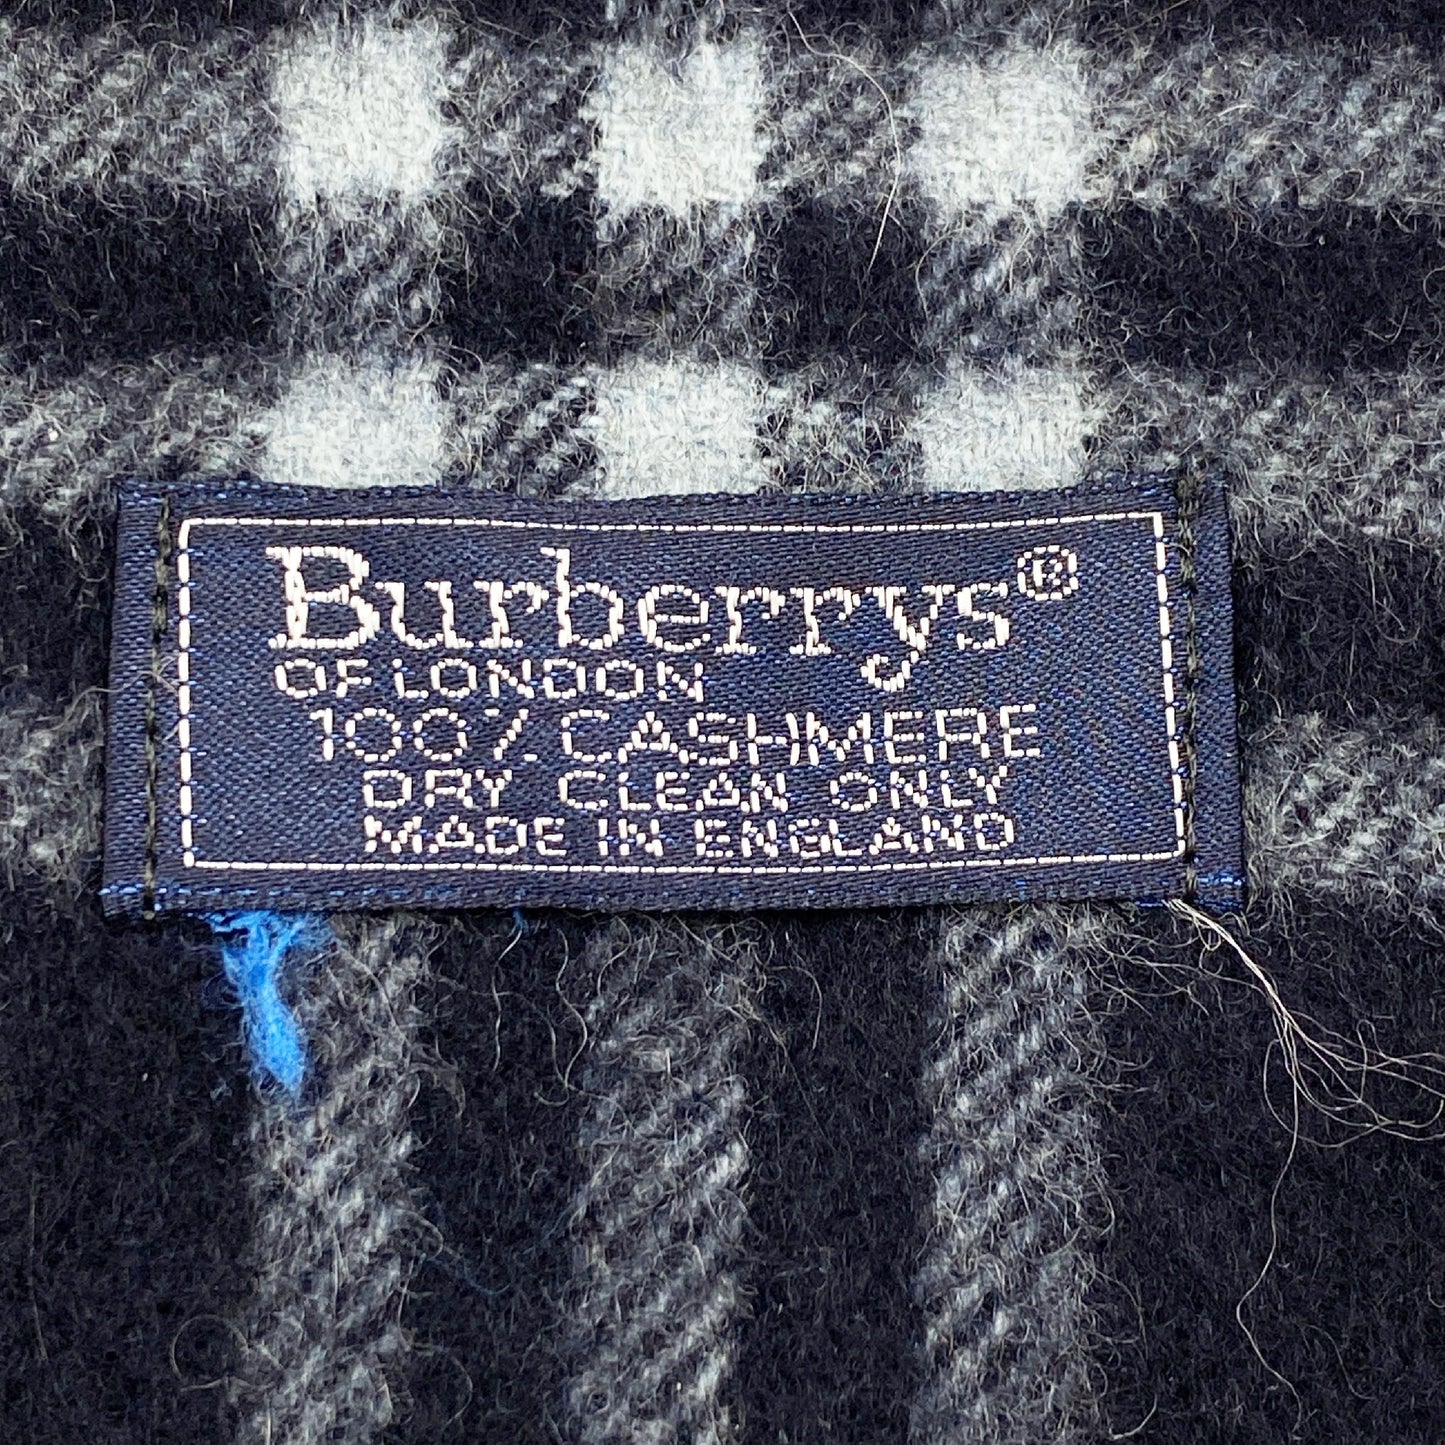 Burberrys®
OF LONDON
100% CASHMERE
DRY CLEAN ONLY
MADE IN ENGLAND